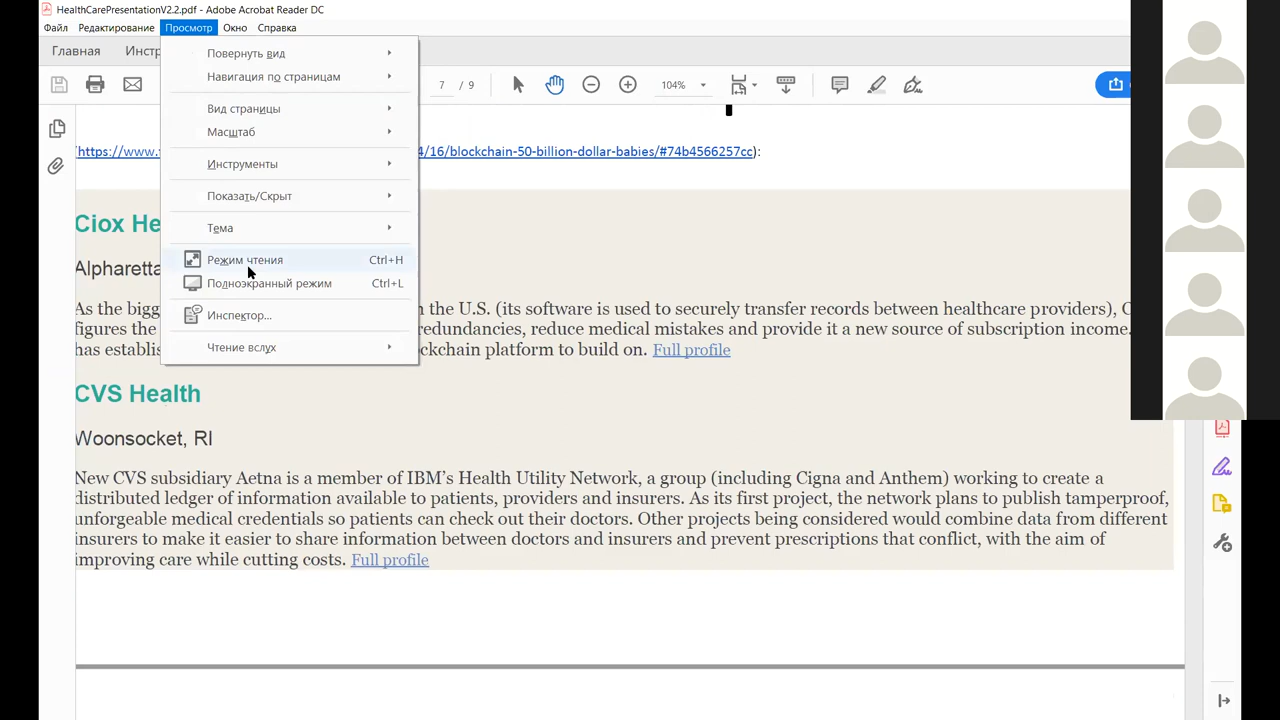 HealthCarePresentationV2.2.pdf - Adobe Acrobat Reader DC
Файл Редактирование Просмотр Окно Справка
Главная Инстр
7 / 9 104%
Повернуть вид
Навигация по страницам
Вид страницы
Масштаб
Инструменты
Показать/Скрыт
Тема
Режим чтения Ctrl+H
Полноэкранный режим Ctrl+L
Инспектор...
Чтение вслух
https://www. 4/16/blockchain-50-billion-dollar-babies/#74b4566257cc):
Ciox He
Alpharetta
As the bigg n the U.S. (its software is used to securely transfer records between healthcare providers), C
figures the redundancies, reduce medical mistakes and provide it a new source of subscription income.
has establis ckchain platform to build on. Full profile
CVS Health
Woonsocket, RI
New CVS subsidiary Aetna is a member of IBM’s Health Utility Network, a group (including Cigna and Anthem) working to create a
distributed ledger of information available to patients, providers and insurers. As its first project, the network plans to publish tamperproof,
unforgeable medical credentials so patients can check out their doctors. Other projects being considered would combine data from different
insurers to make it easier to share information between doctors and insurers and prevent prescriptions that conflict, with the aim of
improving care while cutting costs. Full profile